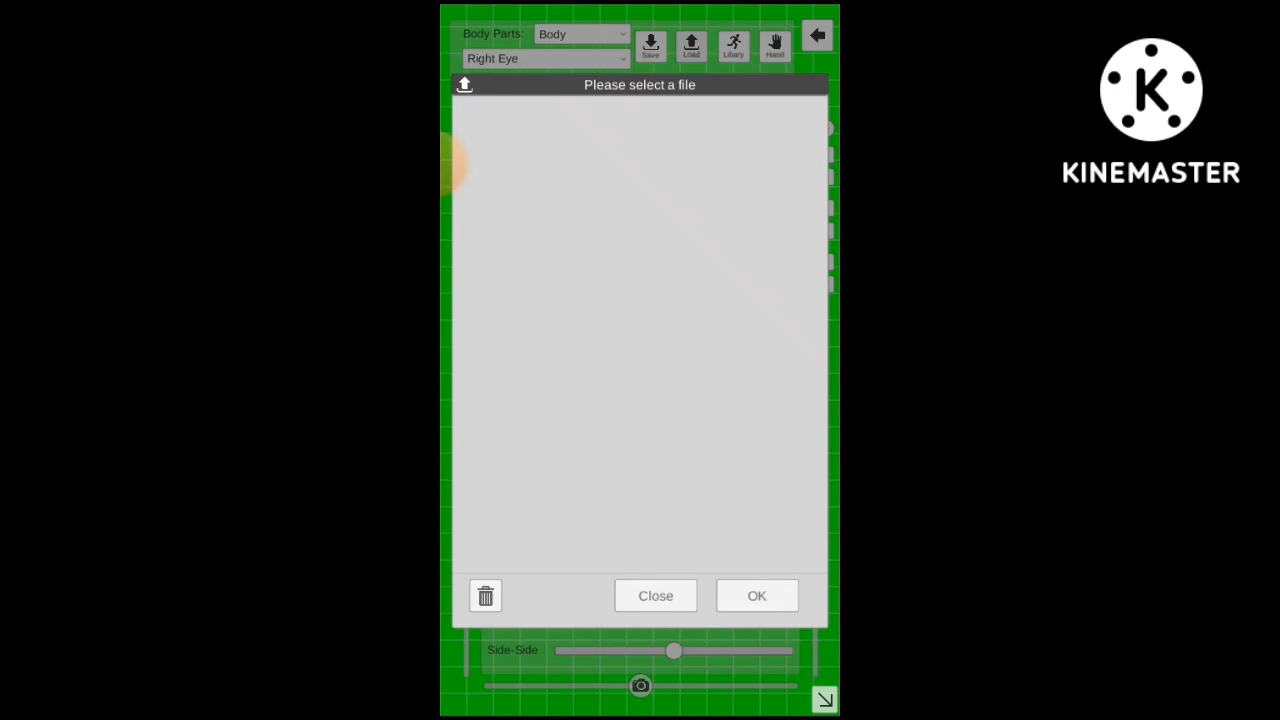 Body Parts: Body
Right Eye
Save Load Libary Hand
Please select a file
K
KINEMASTER
Close OK
Side-Side